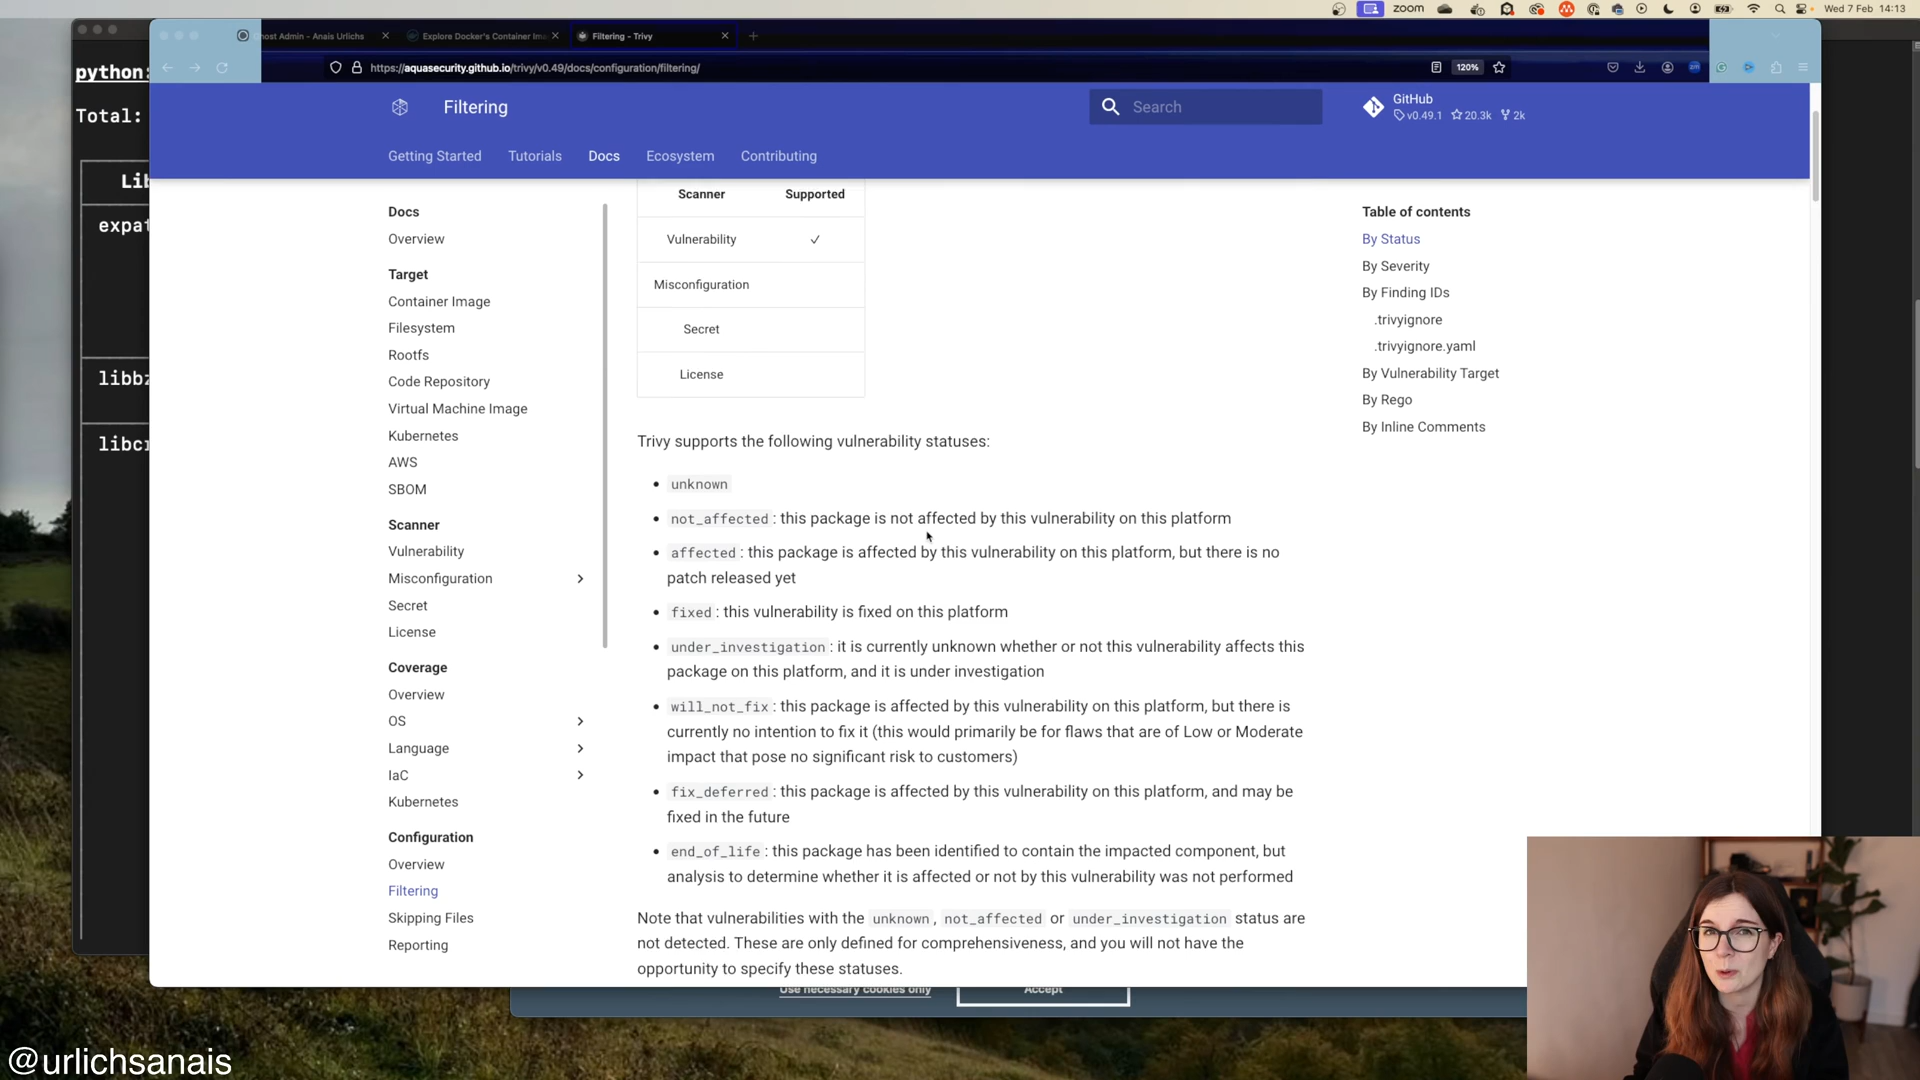 zoom
Wed 7 Feb 14:13
host Admin - Anais Urlichs
Explore Docker's Container Ima
Filtering - Trivy
https://aquasecurity.github.io/trivy/v0.49/docs/configuration/filtering/
120%
python:
Total:
Lib
expat
libbz
libcr
Filtering
Search
GitHub
v0.49.1 20.3k 2k
Getting Started Tutorials Docs Ecosystem Contributing
Docs
Overview
Target
Container Image
Filesystem
Rootfs
Code Repository
Virtual Machine Image
Kubernetes
AWS
SBOM
Scanner
Vulnerability
Misconfiguration
Secret
License
Coverage
Overview
OS
Language
IaC
Kubernetes
Configuration
Overview
Filtering
Skipping Files
Reporting
Scanner Supported
Vulnerability ✓
Misconfiguration
Secret
License
Trivy supports the following vulnerability statuses:
• unknown
• not_affected : this package is not affected by this vulnerability on this platform
• affected : this package is affected by this vulnerability on this platform, but there is no
patch released yet
• fixed : this vulnerability is fixed on this platform
• under_investigation : it is currently unknown whether or not this vulnerability affects this
package on this platform, and it is under investigation
• will_not_fix : this package is affected by this vulnerability on this platform, but there is
currently no intention to fix it (this would primarily be for flaws that are of Low or Moderate
impact that pose no significant risk to customers)
• fix_deferred : this package is affected by this vulnerability on this platform, and may be
fixed in the future
• end_of_life : this package has been identified to contain the impacted component, but
analysis to determine whether it is affected or not by this vulnerability was not performed
Note that vulnerabilities with the unknown , not_affected or under_investigation status are
not detected. These are only defined for comprehensiveness, and you will not have the
opportunity to specify these statuses.
Table of contents
By Status
By Severity
By Finding IDs
.trivyignore
.trivyignore.yaml
By Vulnerability Target
By Rego
By Inline Comments
Use necessary cookies only
Accept
@urlichsanais